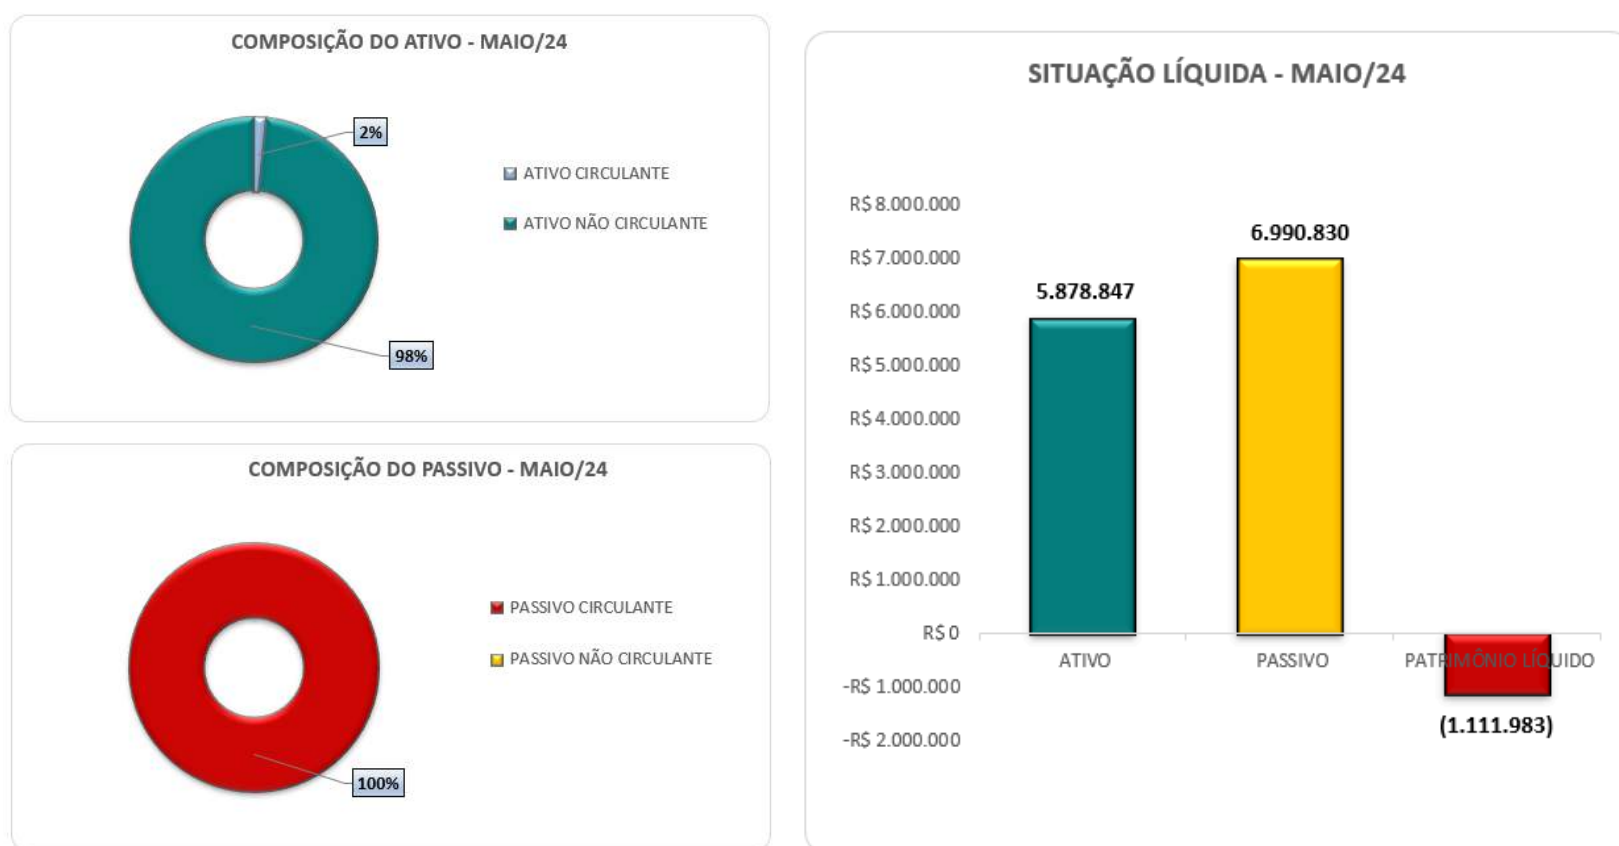 COMPOSIÇÃO DO ATIVO - MAIO/24
2%
ATIVO CIRCULANTE
ATIVO NÃO CIRCULANTE
98%
COMPOSIÇÃO DO PASSIVO - MAIO/24
PASSIVO CIRCULANTE
PASSIVO NÃO CIRCULANTE
100%
SITUAÇÃO LÍQUIDA - MAIO/24
R$ 8.000.000
R$ 7.000.000
R$ 6.000.000
R$ 5.000.000
R$ 4.000.000
R$ 3.000.000
R$ 2.000.000
R$ 1.000.000
R$ 0
-R$ 1.000.000
-R$ 2.000.000
5.878.847
6.990.830
(1.111.983)
ATIVO
PASSIVO
PATRIMÔNIO LÍQUIDO